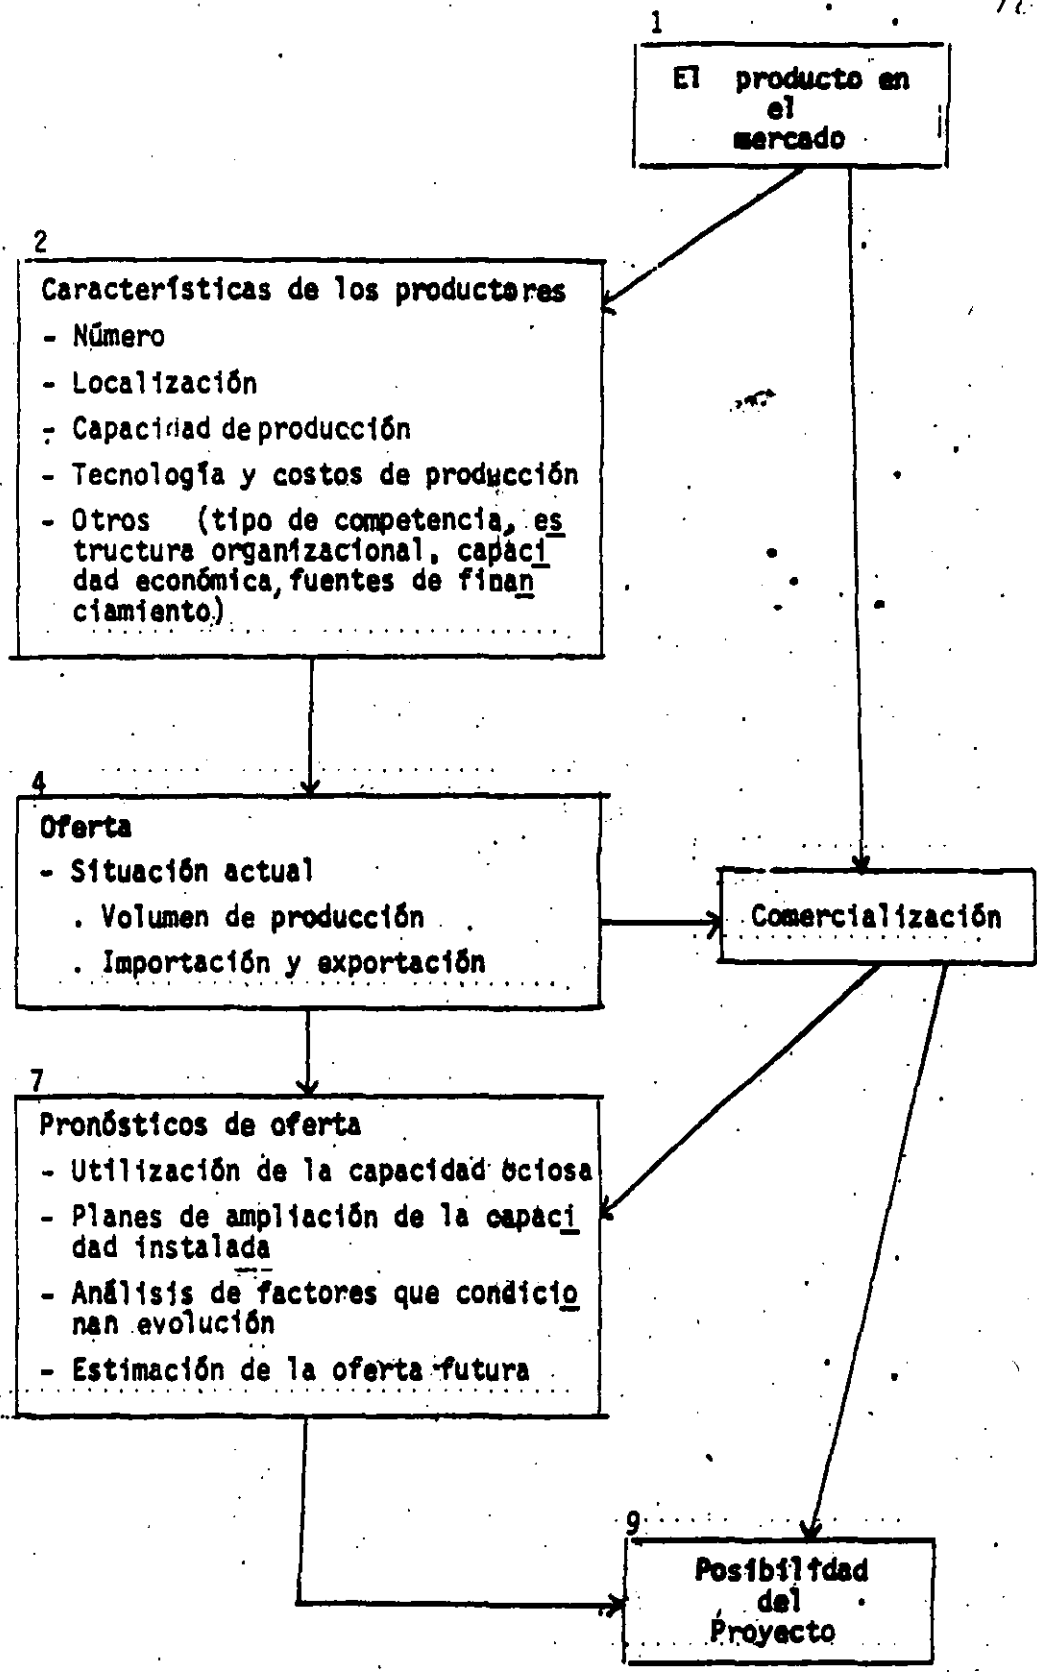 1
El producto en
el
mercado
2
Características de los productores
- Número
- Localización
- Capacidad de producción
- Tecnología y costos de producción
- Otros (tipo de competencia, es
tructura organizacional, capaci
dad económica, fuentes de finan
ciamiento)
4
Oferta
- Situación actual
. Volumen de producción
. Importación y exportación
Comercialización
7
Pronósticos de oferta
- Utilización de la capacidad ociosa
- Planes de ampliación de la capaci
dad instalada
- Análisis de factores que condicio
nan evolución
- Estimación de la oferta futura
9
Posibilidad
del
Proyecto